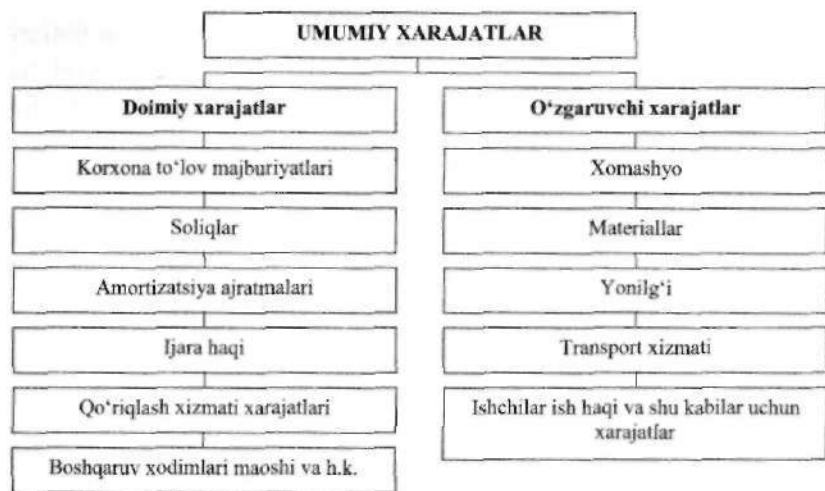 UMUMIY XARAJATLAR
Doimiy xarajatlar
Korxona to‘lov majburiyatlari
Soliqlar
Amortizatsiya ajratmalari
Ijara haqi
Qo‘riqlash xizmati xarajatlari
Boshqaruv xodimlari maoshi va h.k.
O‘zgaruvchi xarajatlar
Xomashyo
Materiallar
Yonilg‘i
Transport xizmati
Ishchilar ish haqi va shu kabilar uchun
xarajatlar